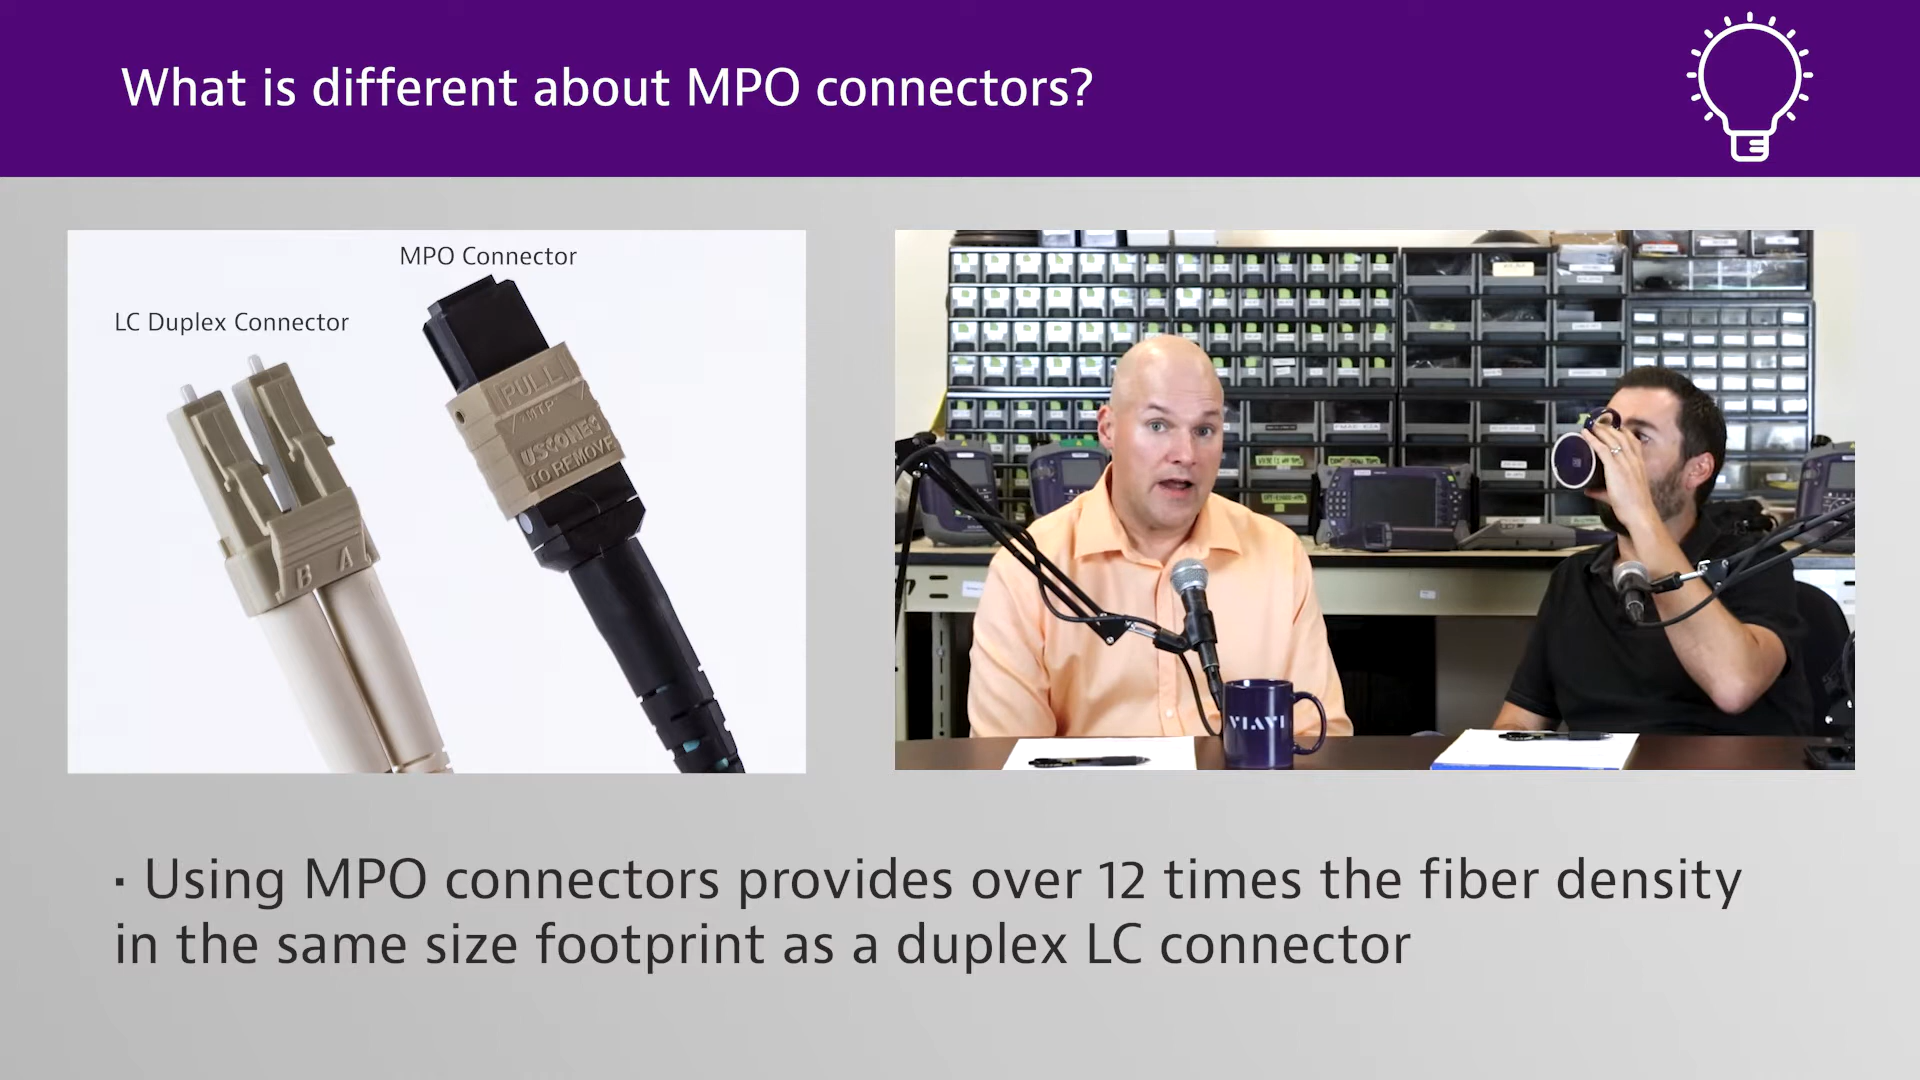 What is different about MPO connectors?
MPO Connector
LC Duplex Connector
PULL
MTP
US CONEC
TO REMOVE
B A
VIAVI
· Using MPO connectors provides over 12 times the fiber density
in the same size footprint as a duplex LC connector